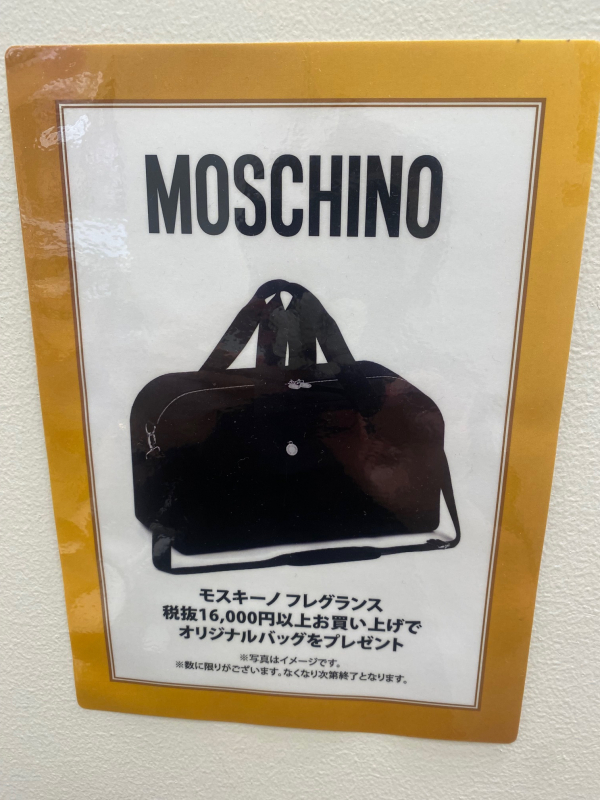 MOSCHINO
モスキーノ フレグランス
税抜16,000円以上お買い上げで
オリジナルバッグをプレゼント
※写真はイメージです。
※数に限りがございます。なくなり次第終了となります。